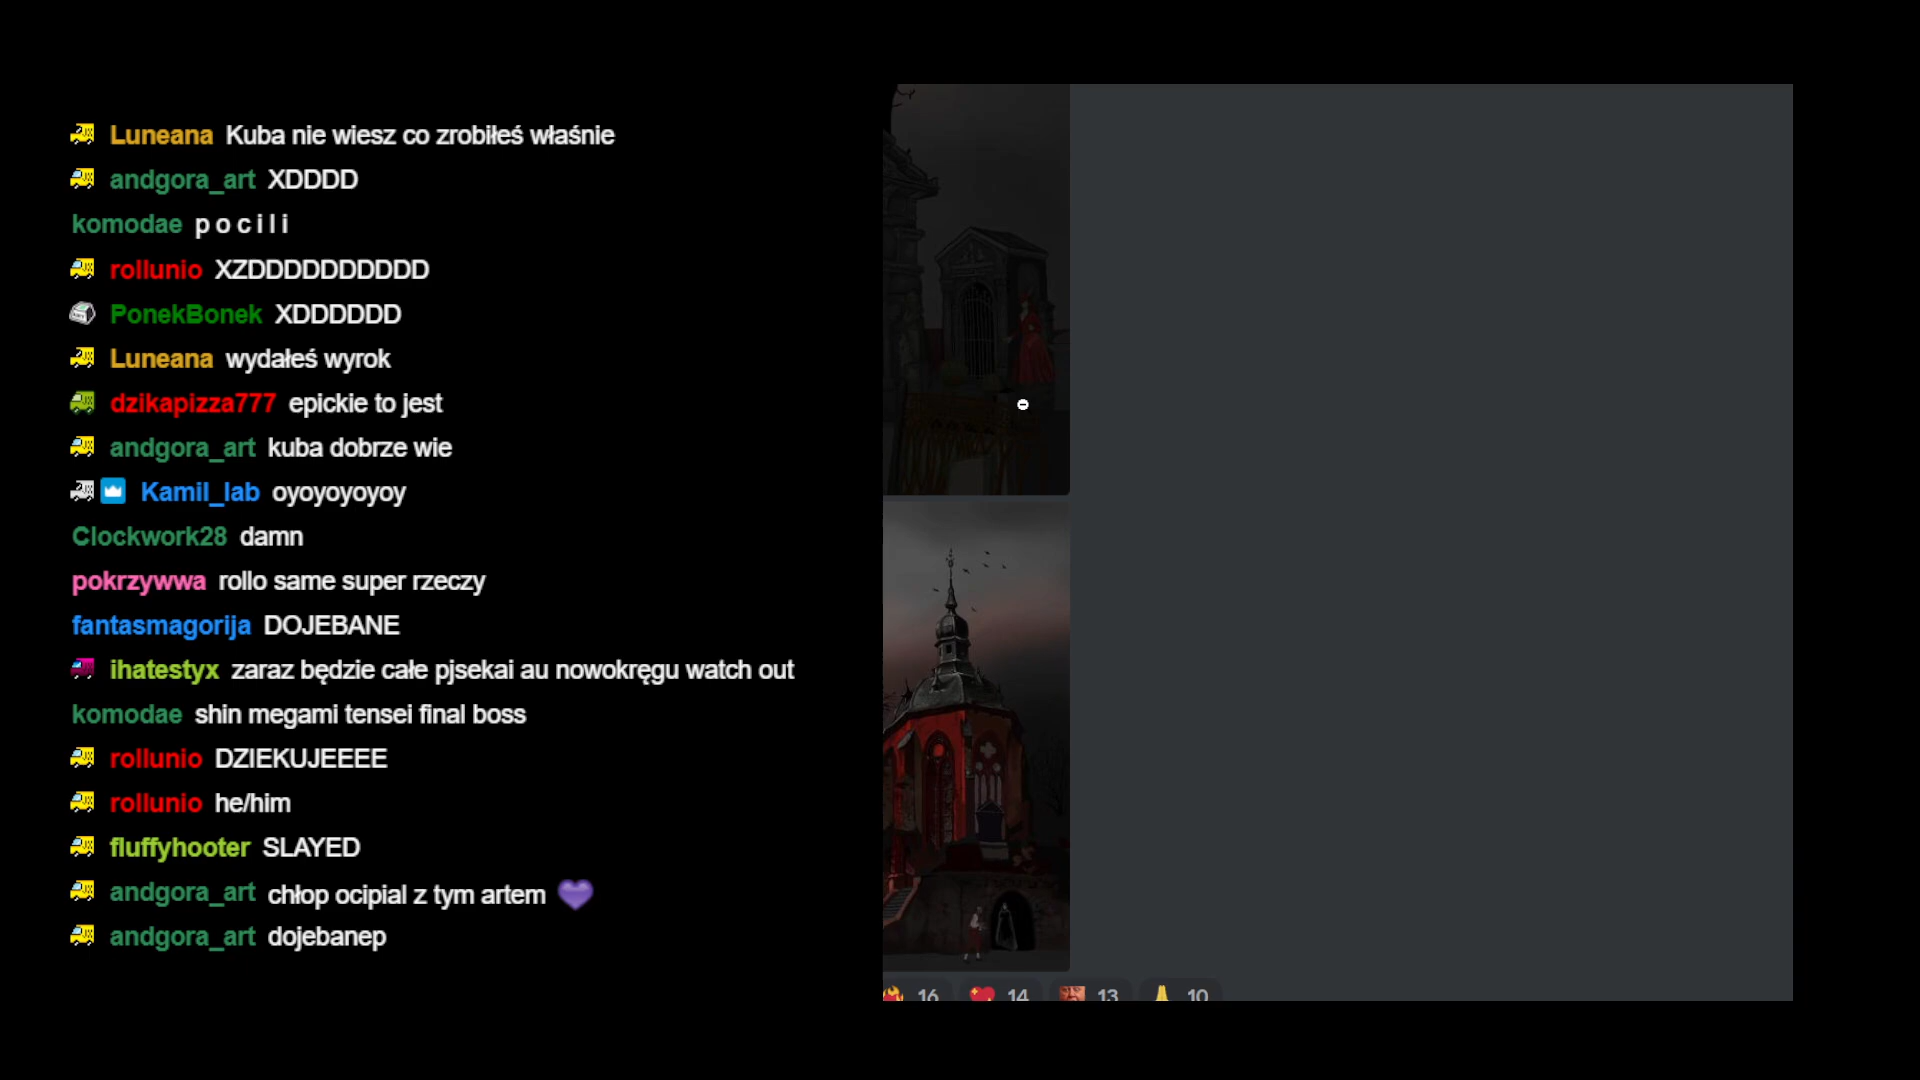 Luneana Kuba nie wiesz co zrobiłeś właśnie
andgora_art XDDDD
komodae p o c i l i
rollunio XZDDDDDDDDDD
PonekBonek XDDDDDD
Luneana wydałeś wyrok
dzikapizza777 epickie to jest
andgora_art kuba dobrze wie
Kamil_lab oyoyoyoyoy
Clockwork28 damn
pokrzywwa rollo same super rzeczy
fantasmagorija DOJEBANE
ihatestyx zaraz będzie całe pjsekai au nowokręgu watch out
komodae shin megami tensei final boss
rollunio DZIEKUJEEEE
rollunio he/him
fluffyhooter SLAYED
andgora_art chłop ocipial z tym artem
andgora_art dojebanep
16 14 13 10